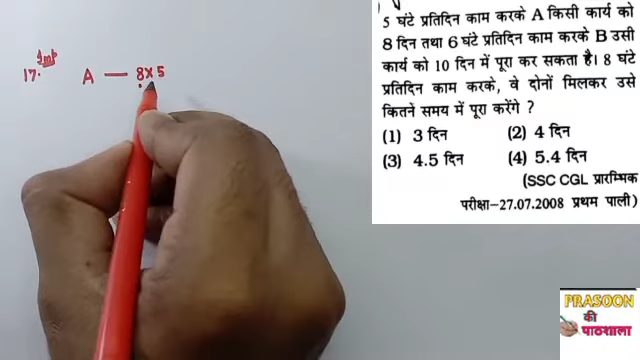 Imp
17.
A — 8×5
5 घंटे प्रतिदिन काम करके A किसी कार्य को
8 दिन तथा 6 घंटे प्रतिदिन काम करके B उसी
कार्य को 10 दिन में पूरा कर सकता है। 8 घंटे
प्रतिदिन काम करके, वे दोनों मिलकर उसे
कितने समय में पूरा करेंगे ?
(1) 3 दिन (2) 4 दिन
(3) 4.5 दिन (4) 5.4 दिन
(SSC CGL प्रारम्भिक
परीक्षा–27.07.2008 प्रथम पाली)
PRASOON
की
पाठशाला